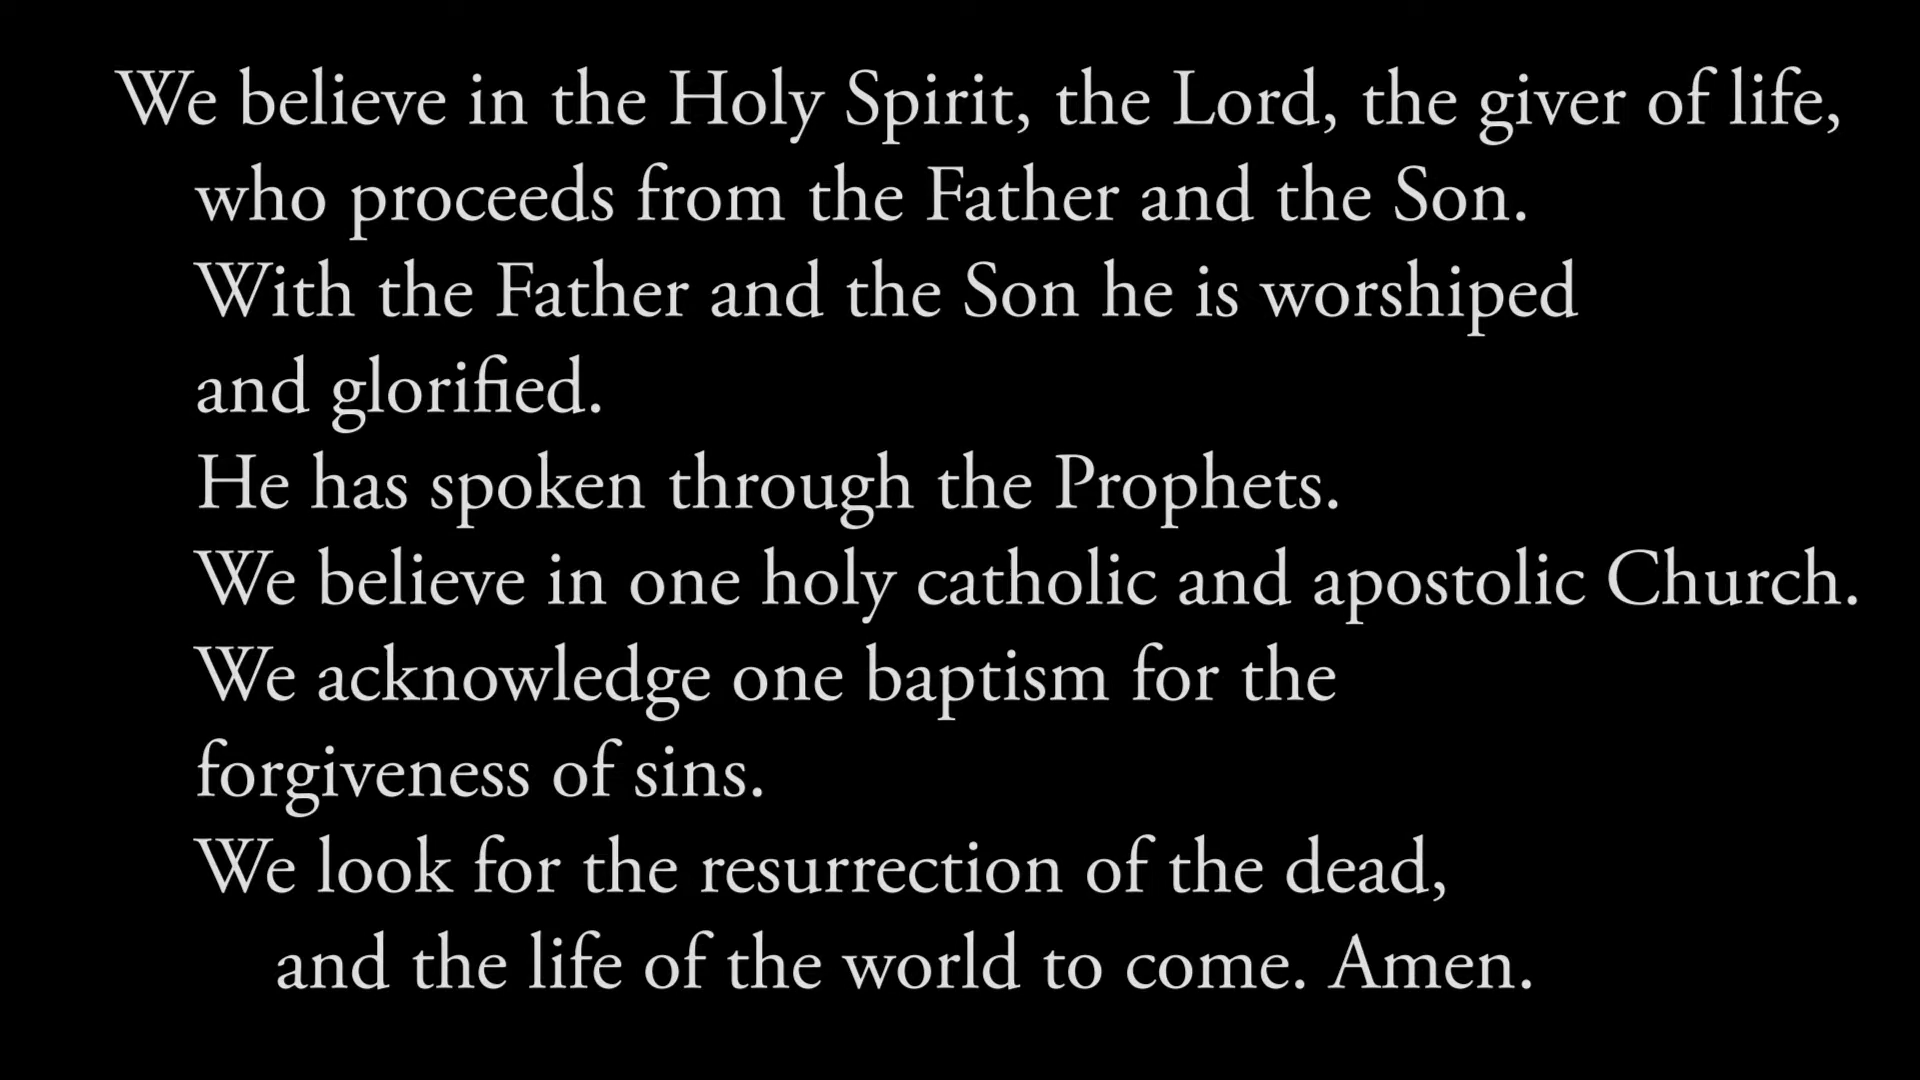 We believe in the Holy Spirit, the Lord, the giver of life,
who proceeds from the Father and the Son.
With the Father and the Son he is worshiped
and glorified.
He has spoken through the Prophets.
We believe in one holy catholic and apostolic Church.
We acknowledge one baptism for the
forgiveness of sins.
We look for the resurrection of the dead,
and the life of the world to come. Amen.